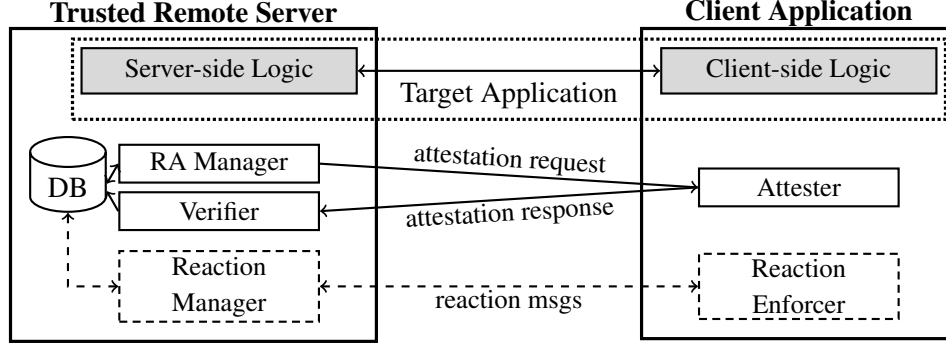 Trusted Remote Server
Client Application
Server-side Logic
Client-side Logic
Target Application
DB
RA Manager
attestation request
Verifier
attestation response
Attester
Reaction
Manager
reaction msgs
Reaction
Enforcer